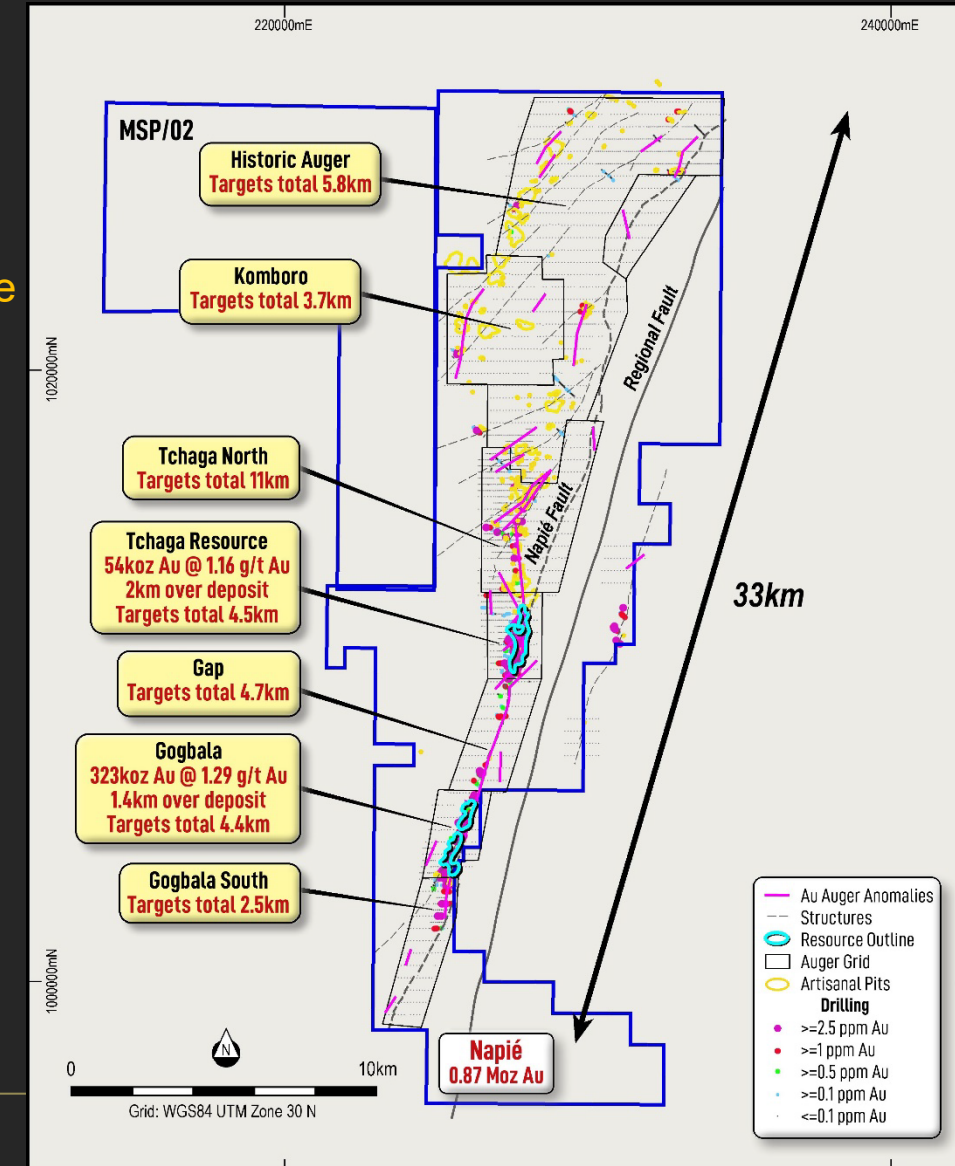 220000mE
240000mE
MSP/02
Historic Auger
Targets total 5.8km
e
Komboro
Targets total 3.7km
Regional Fault
1020000mN
Tchaga North
Targets total 11km
Napié Fault
Tchaga Resource
54koz Au @ 1.16 g/t Au
2km over deposit
Targets total 4.5km
33km
Gap
Targets total 4.7km
Gogbala
323koz Au @ 1.29 g/t Au
1.4km over deposit
Targets total 4.4km
Gogbala South
Targets total 2.5km
1000000mN
Au Auger Anomalies
Structures
Resource Outline
Auger Grid
Artisanal Pits
Drilling
>=2.5 ppm Au
>=1 ppm Au
>=0.5 ppm Au
>=0.1 ppm Au
<=0.1 ppm Au
N
0
10km
Grid: WGS84 UTM Zone 30 N
Napié
0.87 Moz Au